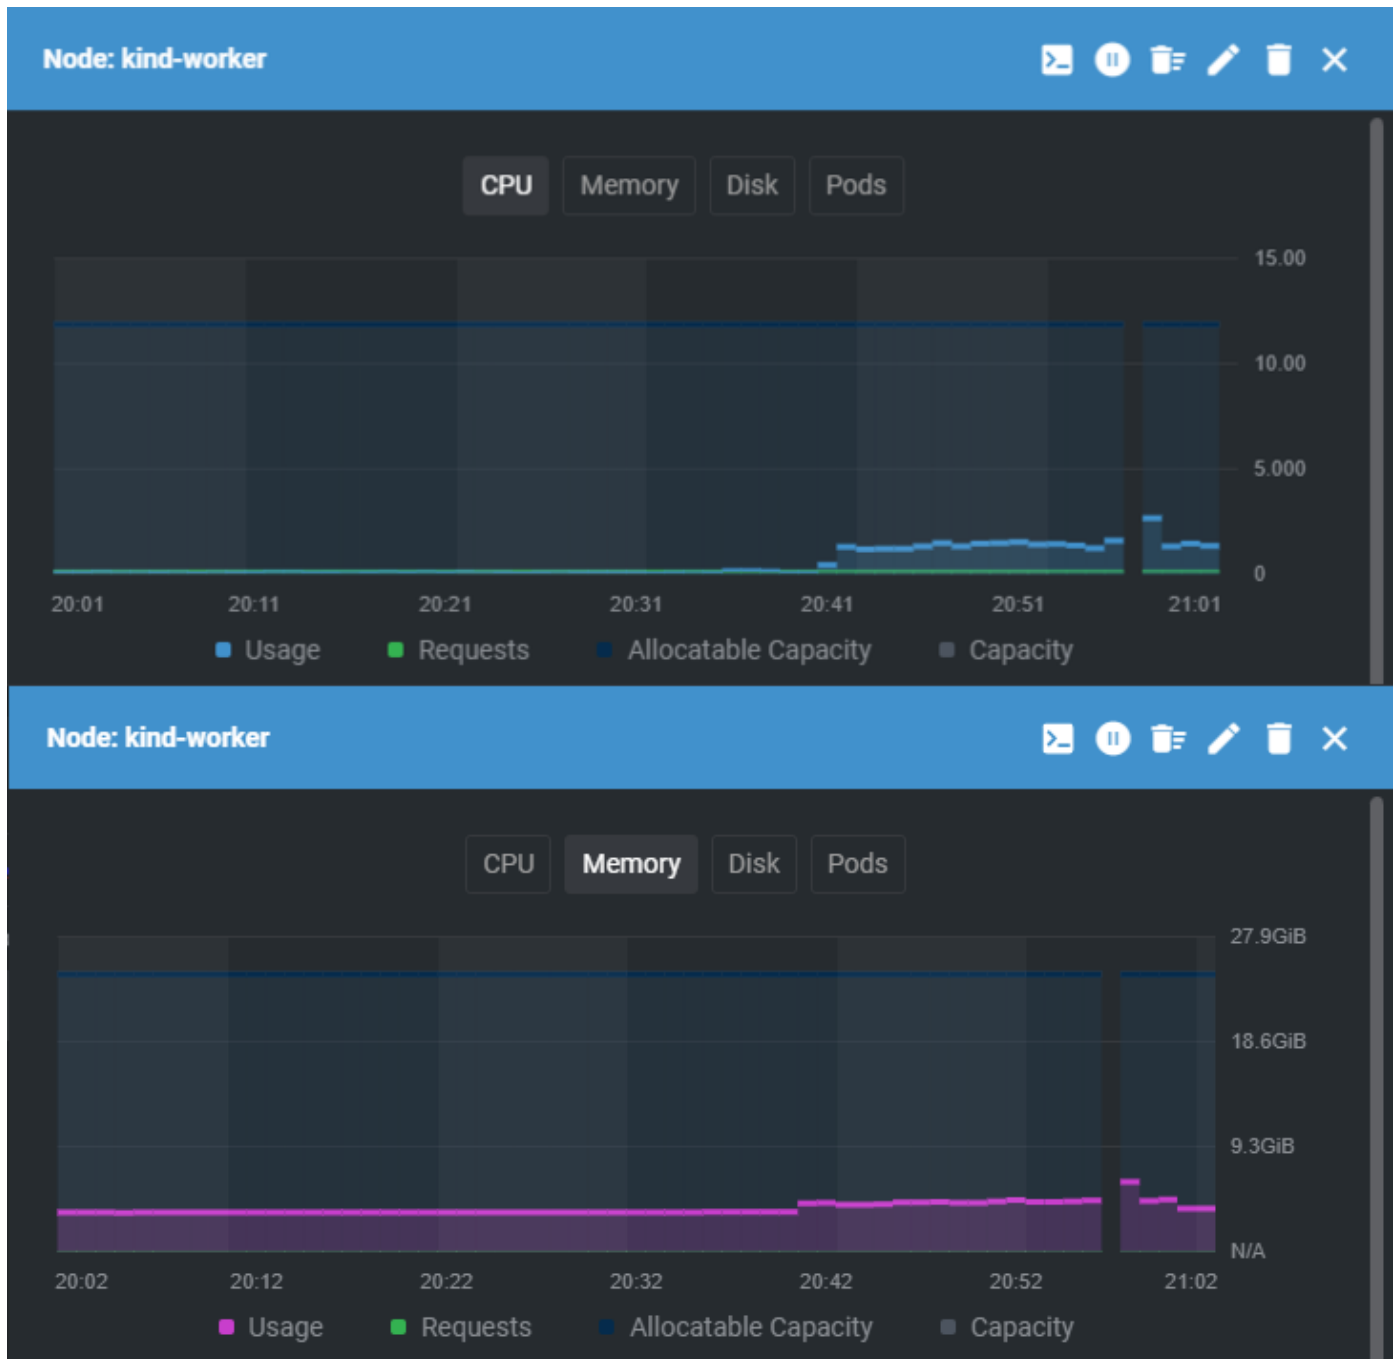 Node: kind-worker
CPU Memory Disk Pods
15.00
10.00
5.000
0
20:01 20:11 20:21 20:31 20:41 20:51 21:01
Usage Requests Allocatable Capacity Capacity
Node: kind-worker
CPU Memory Disk Pods
27.9GiB
18.6GiB
9.3GiB
N/A
20:02 20:12 20:22 20:32 20:42 20:52 21:02
Usage Requests Allocatable Capacity Capacity